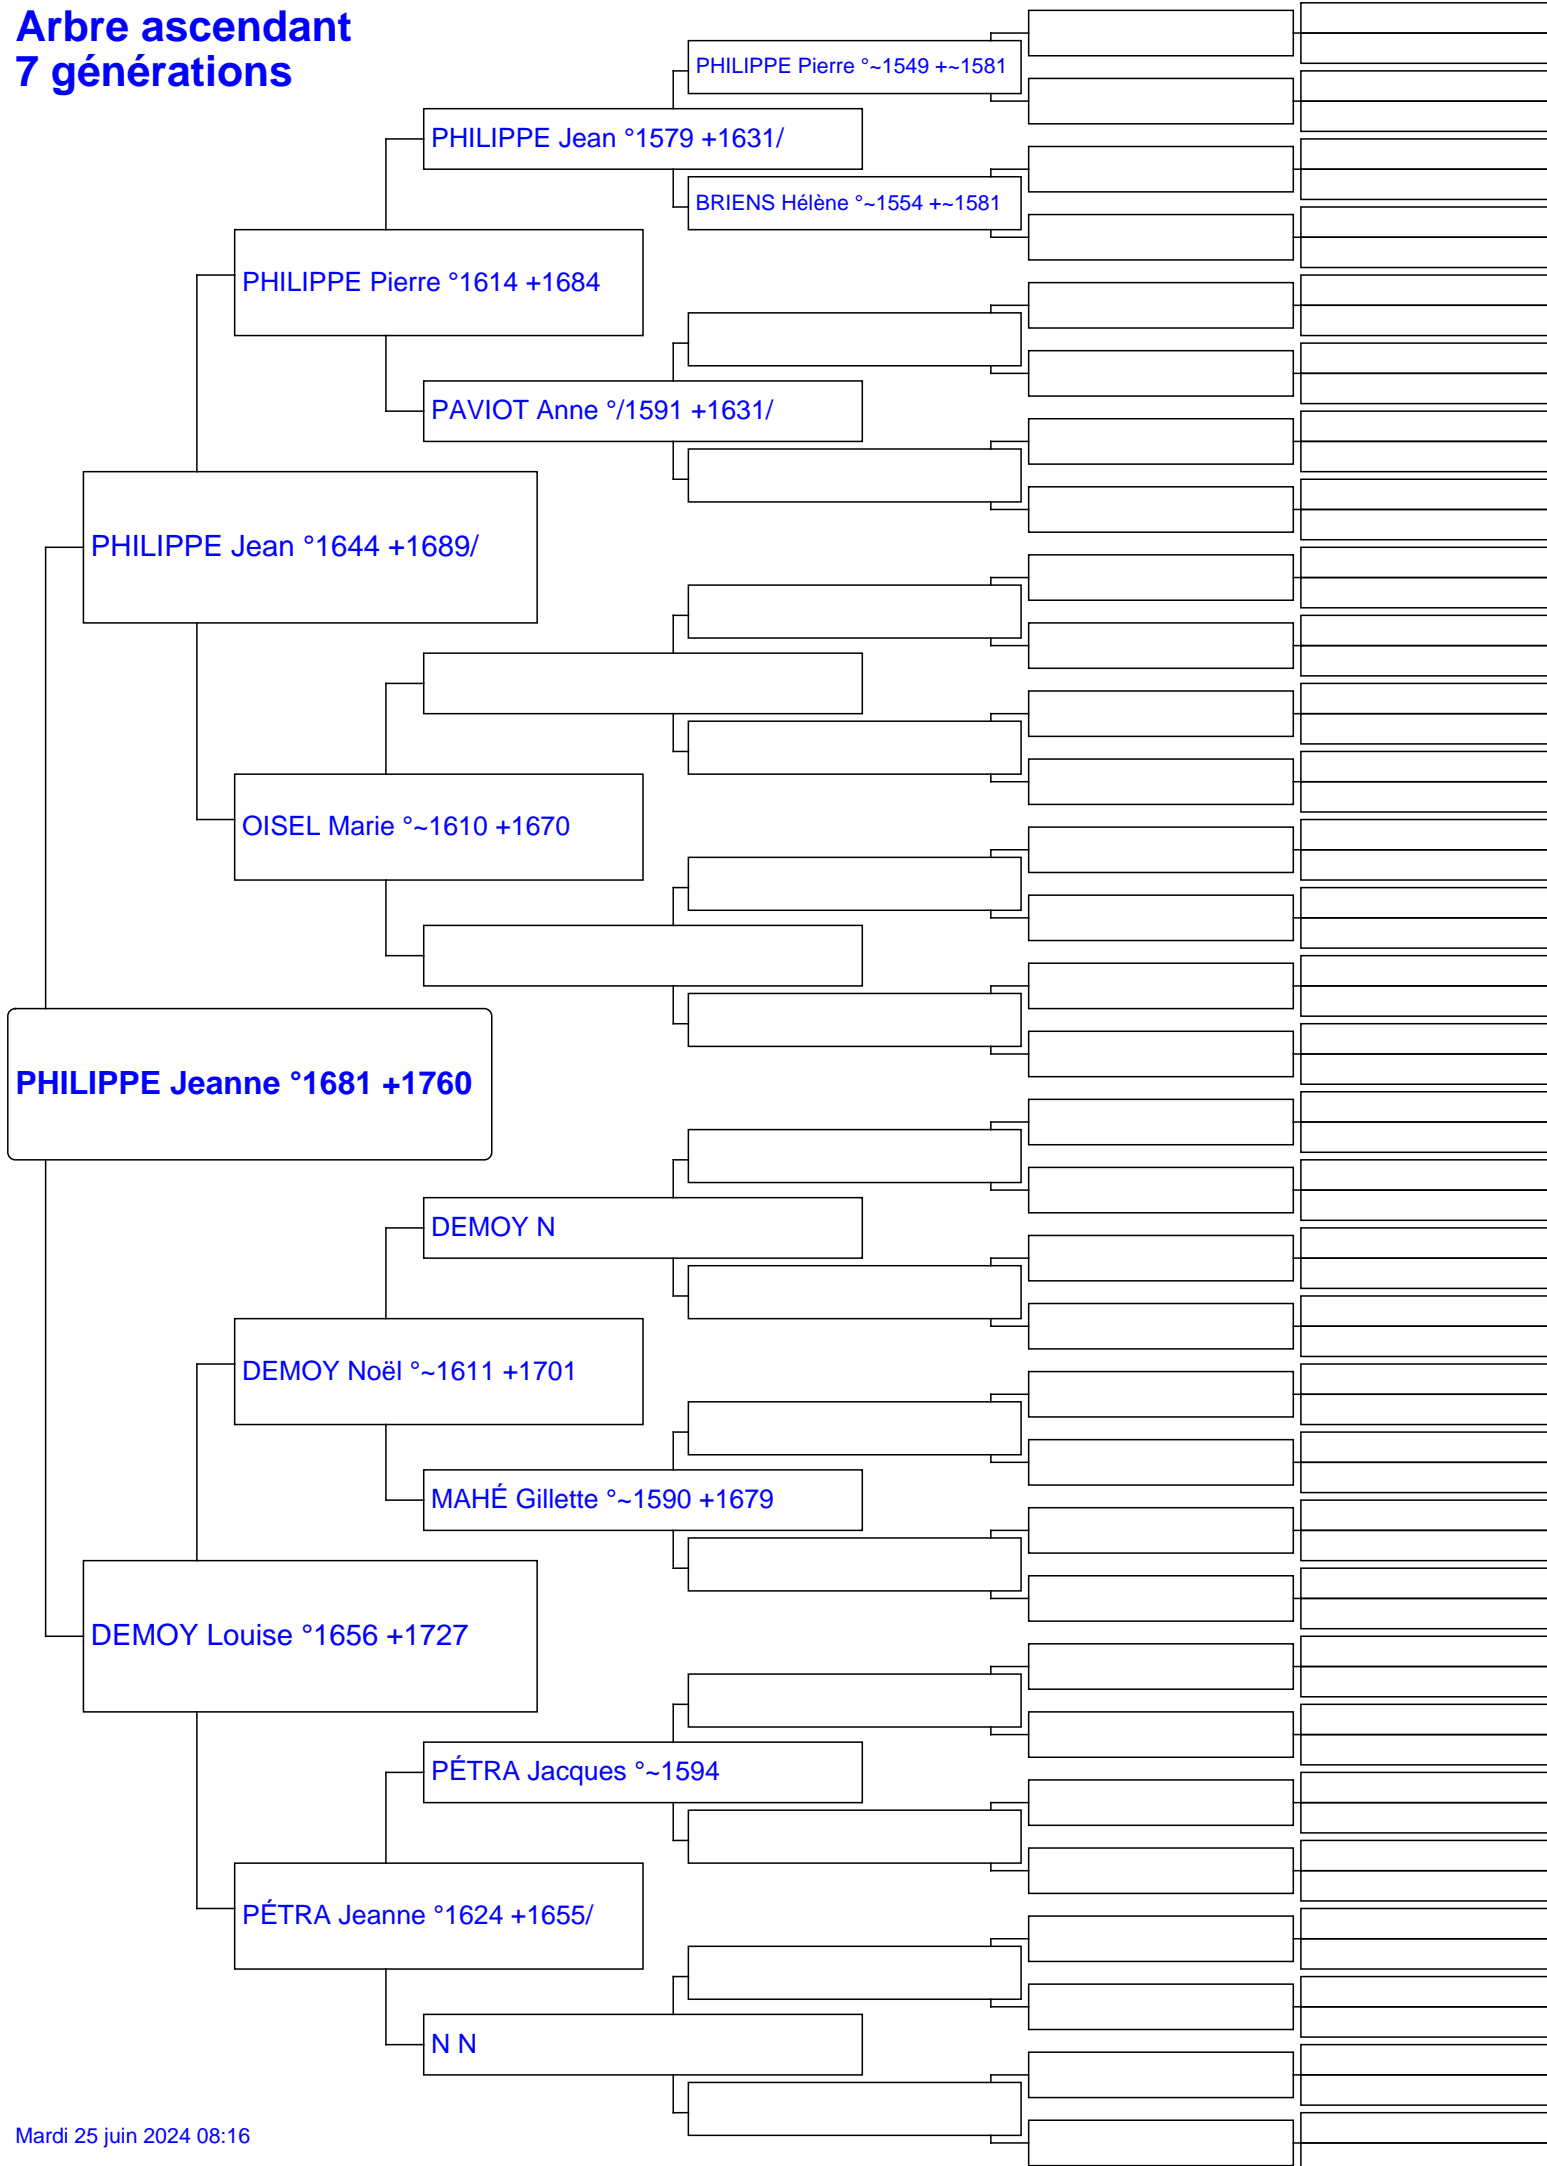 Arbre ascendant
7 générations
PHILIPPE Pierre °~1549 +~1581
PHILIPPE Jean °1579 +1631/
BRIENS Hélène °~1554 +~1581
PHILIPPE Pierre °1614 +1684
PAVIOT Anne °/1591 +1631/
PHILIPPE Jean °1644 +1689/
OISEL Marie °~1610 +1670
PHILIPPE Jeanne °1681 +1760
DEMOY N
DEMOY Noël °~1611 +1701
MAHÉ Gillette °~1590 +1679
DEMOY Louise °1656 +1727
PÉTRA Jacques °~1594
PÉTRA Jeanne °1624 +1655/
N N
Mardi 25 juin 2024 08:16